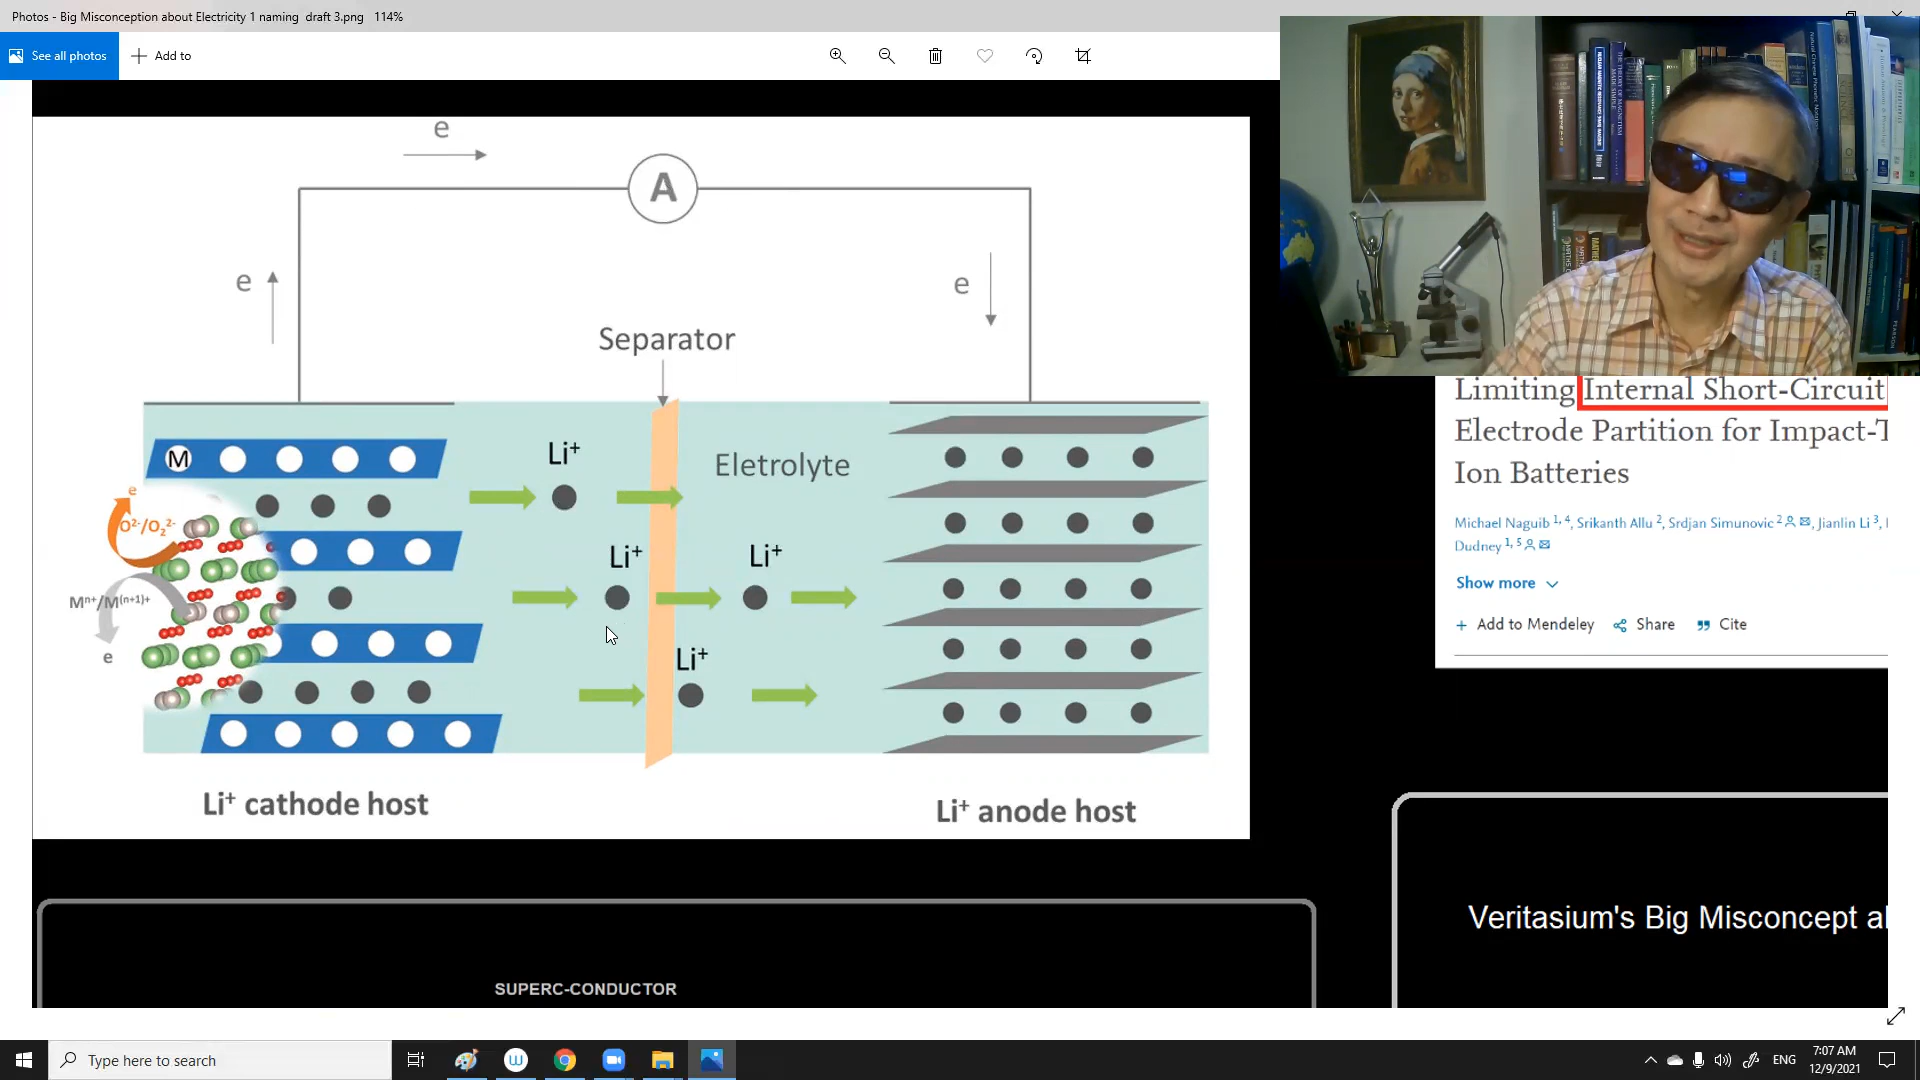 Photos - Big Misconception about Electricity 1 naming draft 3.png 114%
See all photos
Add to
e
A
e
e
Separator
Li⁺
Eletrolyte
M
e
O²⁻/O₂²⁻
Li⁺
Li⁺
Mⁿ⁺/M⁽ⁿ⁺¹⁾⁺
e
Li⁺
Li⁺ cathode host
Li⁺ anode host
Limiting Internal Short-Circuit
Electrode Partition for Impact-T
Ion Batteries
Michael Naguib ¹˒ ⁴, Srikanth Allu ², Srdjan Simunovic ², Jianlin Li ³,
Dudney ¹˒ ⁵
Show more
+ Add to Mendeley Share Cite
Veritasium's Big Misconcept a
SUPERC-CONDUCTOR
Type here to search
ENG
7:07 AM
12/9/2021